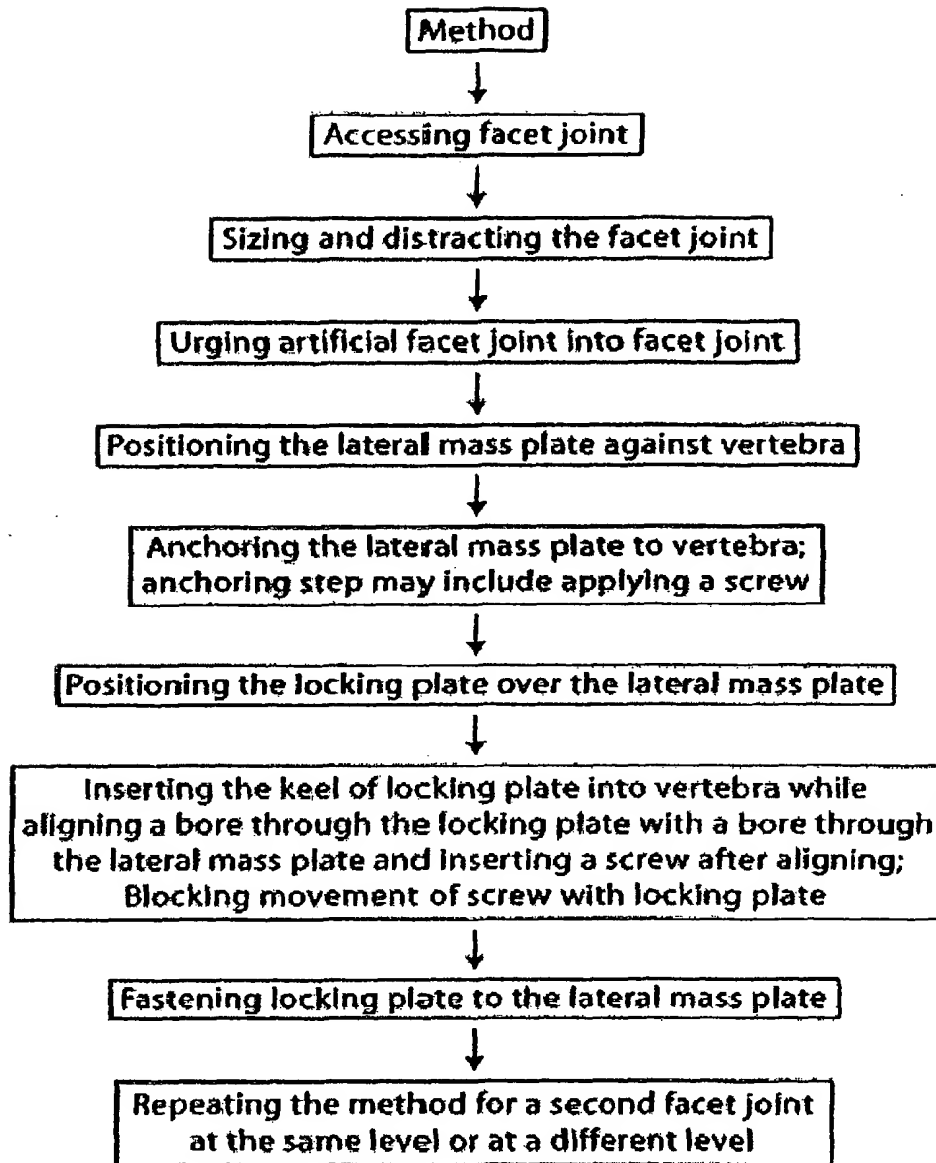 Method
Accessing facet joint
Sizing and distracting the facet joint
Urging artificial facet joint into facet joint
Positioning the lateral mass plate against vertebra
Anchoring the lateral mass plate to vertebra;
anchoring step may include applying a screw
Positioning the locking plate over the lateral mass plate
Inserting the keel of locking plate into vertebra while
aligning a bore through the locking plate with a bore through
the lateral mass plate and inserting a screw after aligning;
Blocking movement of screw with locking plate
Fastening locking plate to the lateral mass plate
Repeating the method for a second facet joint
at the same level or at a different level